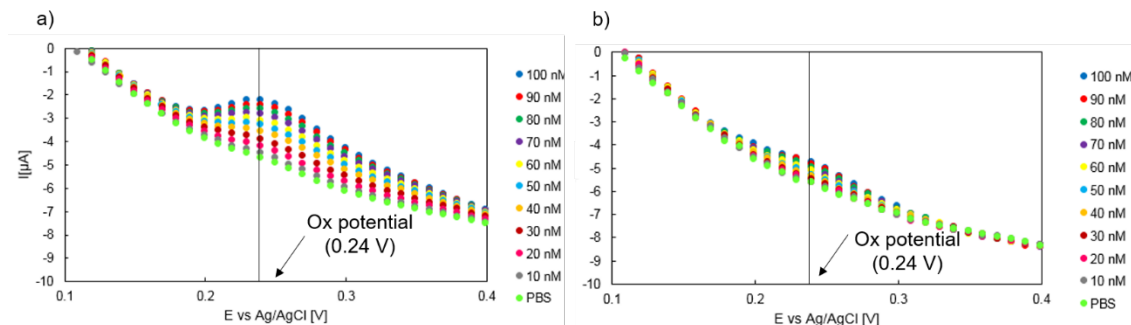 a)
0
-1
-2
-3
-4
-5
-6
-7
-8
-9
-10
I[µA]
0.1
0.2
0.3
0.4
E vs Ag/AgCl [V]
Ox potential
(0.24 V)
100 nM
90 nM
80 nM
70 nM
60 nM
50 nM
40 nM
30 nM
20 nM
10 nM
PBS
b)
0
-1
-2
-3
-4
-5
-6
-7
-8
-9
-10
0.1
0.2
0.3
0.4
E vs Ag/AgCl [V]
Ox potential
(0.24 V)
100 nM
90 nM
80 nM
70 nM
60 nM
50 nM
40 nM
30 nM
20 nM
10 nM
PBS